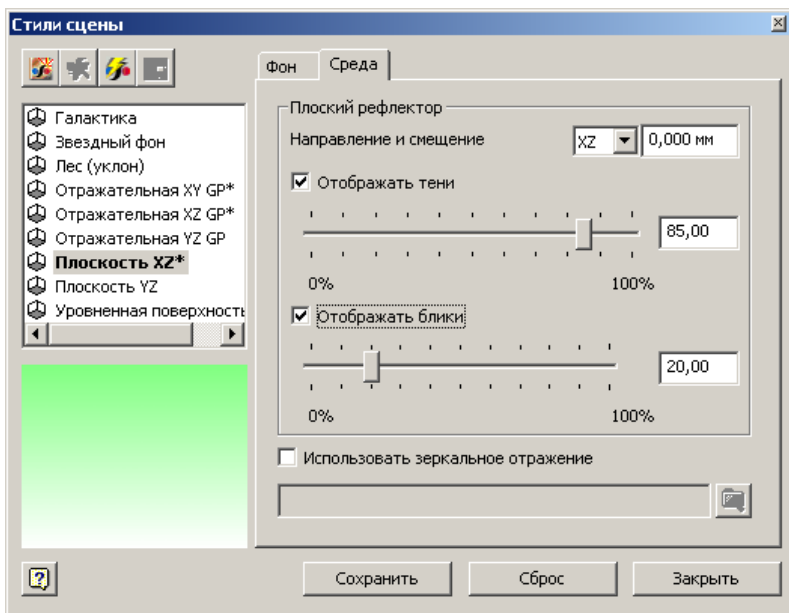 Стили сцены
Фон
Среда
Галактика
Звездный фон
Лес (уклон)
Отражательная XY GP*
Отражательная XZ GP*
Отражательная YZ GP
Плоскость XZ*
Плоскость YZ
Уровненная поверхность
Плоский рефлектор
Направление и смещение
XZ
0,000 мм
Отображать тени
85,00
0%
100%
Отображать блики
20,00
0%
100%
Использовать зеркальное отражение
?
Сохранить
Сброс
Закрыть